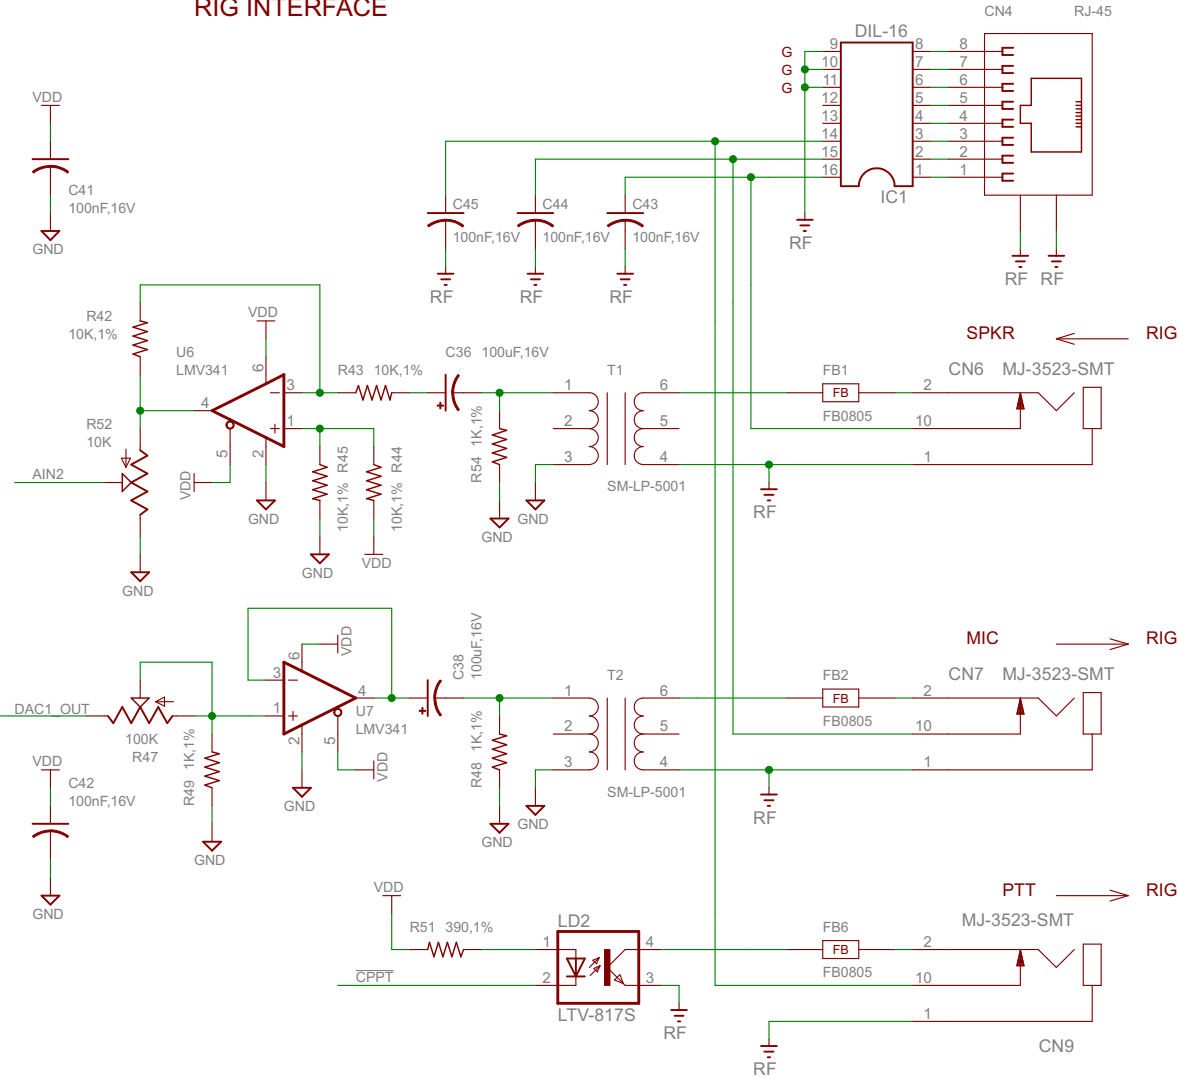 RIG INTERFACE
CN4 RJ-45
DIL-16
G 9 8 8
G 10 7 7
G 11 6 6
12 5 5
13 4 4
14 3 3
15 2 2
16 1 1
IC1
RF
RF RF
VDD
C41
100nF,16V
GND
C45
100nF,16V
RF
C44
100nF,16V
RF
C43
100nF,16V
RF
SPKR RIG
R42
10K,1%
VDD
U6
LMV341
6
3
4
1
5
2
VDD
GND
R52
10K
AIN2
GND
R43 10K,1%
C36 100uF,16V
R45
10K,1%
GND
R44
10K,1%
VDD
R54 1K,1%
GND
GND
T1
1 6
2 5
3 4
SM-LP-5001
FB1
FB
FB0805
CN6 MJ-3523-SMT
2
10
1
RF
MIC RIG
DAC1_OUT
100K
R47
R49 1K,1%
GND
VDD
C42
100nF,16V
GND
VDD
6
3
4
1
2
5
U7
LMV341
VDD
GND
C38
100uF,16V
R48 1K,1%
GND
GND
T2
1 6
2 5
3 4
SM-LP-5001
FB2
FB
FB0805
CN7 MJ-3523-SMT
2
10
1
RF
PTT RIG
VDD
R51 390,1%
CPPT
LD2
1 4
2 3
LTV-817S
RF
FB6
FB
FB0805
MJ-3523-SMT
2
10
1
CN9
RF